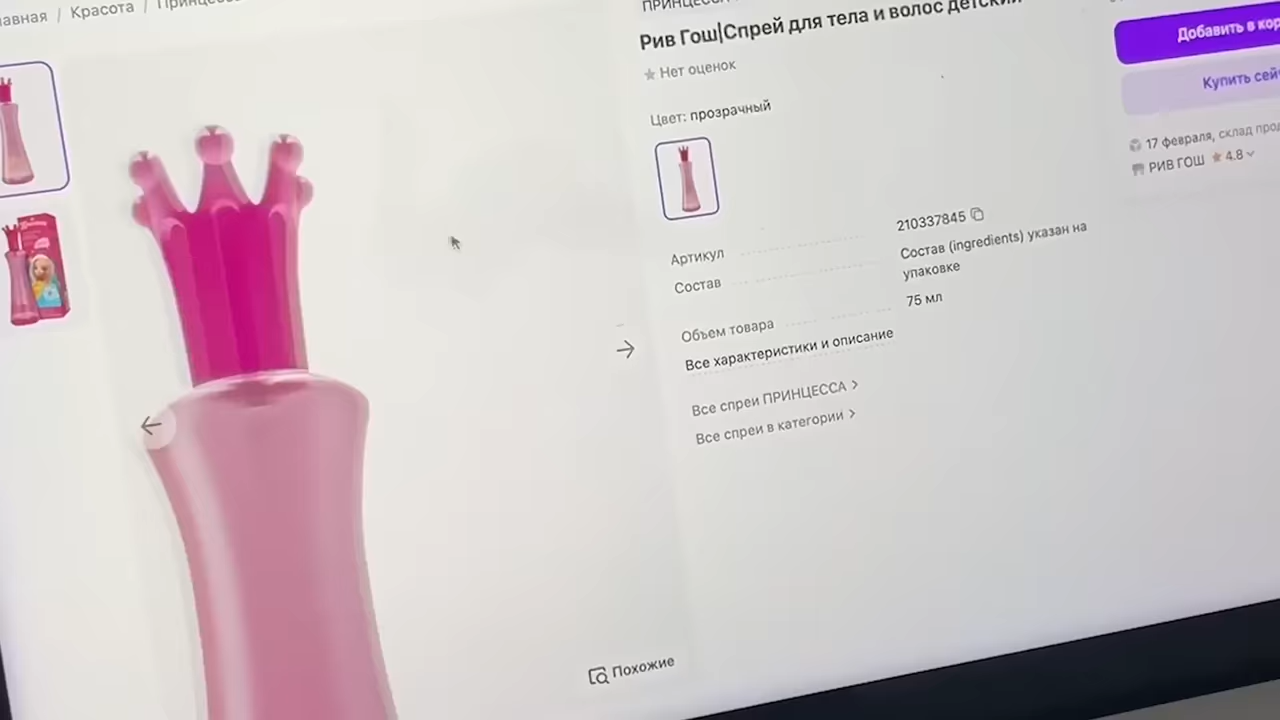 лавная / Красота /
Рив Гош|Спрей для тела и волос детский
Нет оценок
Цвет: прозрачный
Артикул 210337845
Состав Состав (ingredients) указан на
упаковке
Объем товара 75 мл
Все характеристики и описание
Все спреи ПРИНЦЕССА >
Все спреи в категории >
Похожие
Добавить в кор
Купить сей
17 февраля, склад прод
РИВ ГОШ 4.8